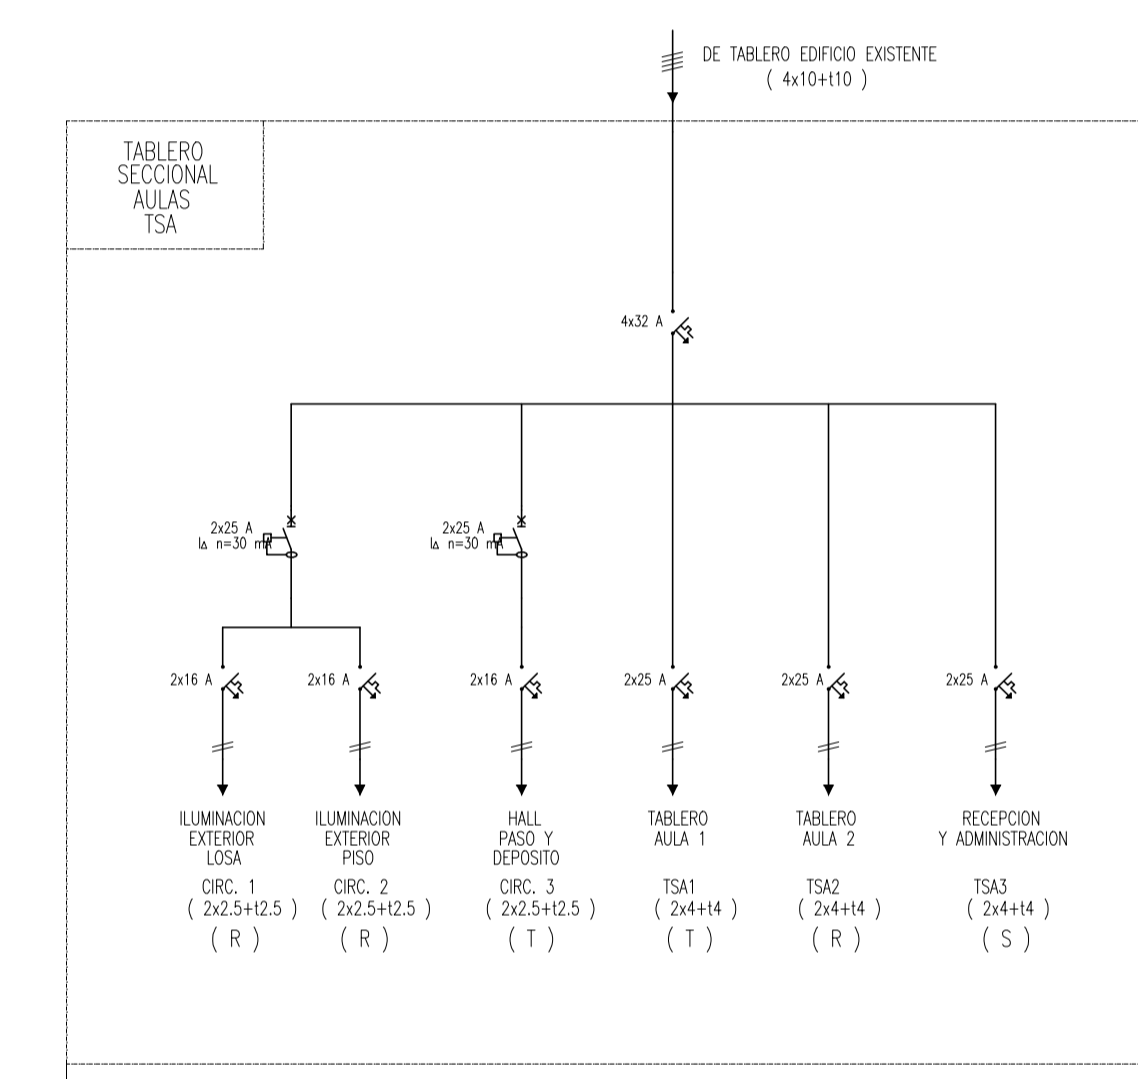 DE TABLERO EDIFICIO EXISTENTE
( 4x10+t10 )
TABLERO
SECCIONAL
AULAS
TSA
4x32 A
2x25 A
I∆ n=30 mA
2x25 A
I∆ n=30 mA
2x16 A
2x16 A
2x16 A
2x25 A
2x25 A
2x25 A
ILUMINACION
EXTERIOR
LOSA
CIRC. 1
( 2x2.5+t2.5 )
( R )
ILUMINACION
EXTERIOR
PISO
CIRC. 2
( 2x2.5+t2.5 )
( R )
HALL
PASO Y
DEPOSITO
CIRC. 3
( 2x2.5+t2.5 )
( T )
TABLERO
AULA 1
TSA1
( 2x4+t4 )
( T )
TABLERO
AULA 2
TSA2
( 2x4+t4 )
( R )
RECEPCION
Y ADMINISTRACION
TSA3
( 2x4+t4 )
( S )